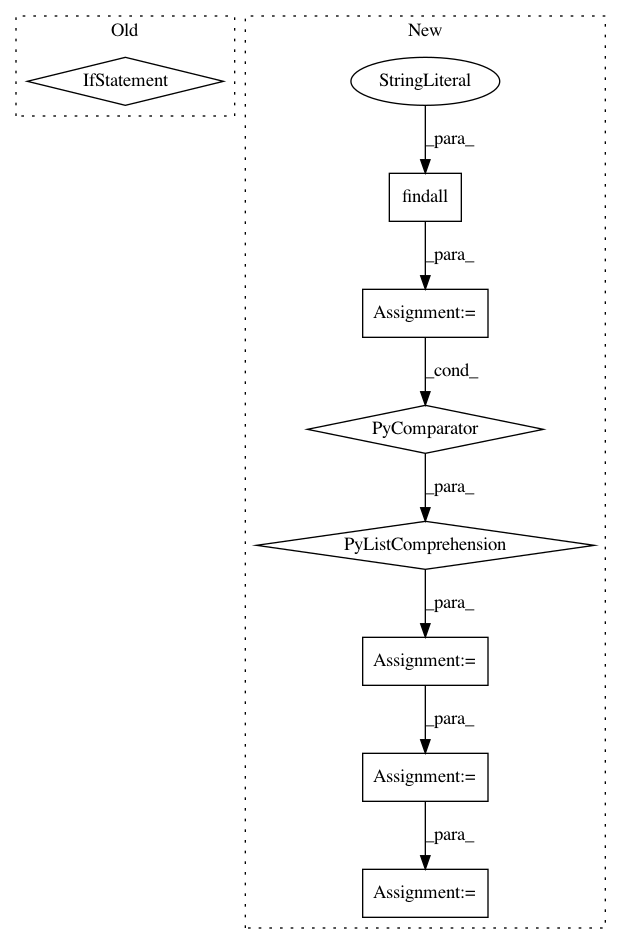 Old
IfStatement
New
StringLiteral
_para_
findall
_para_
Assignment:=
_cond_
PyComparator
_para_
PyListComprehension
_para_
Assignment:=
_para_
Assignment:=
_para_
Assignment:=